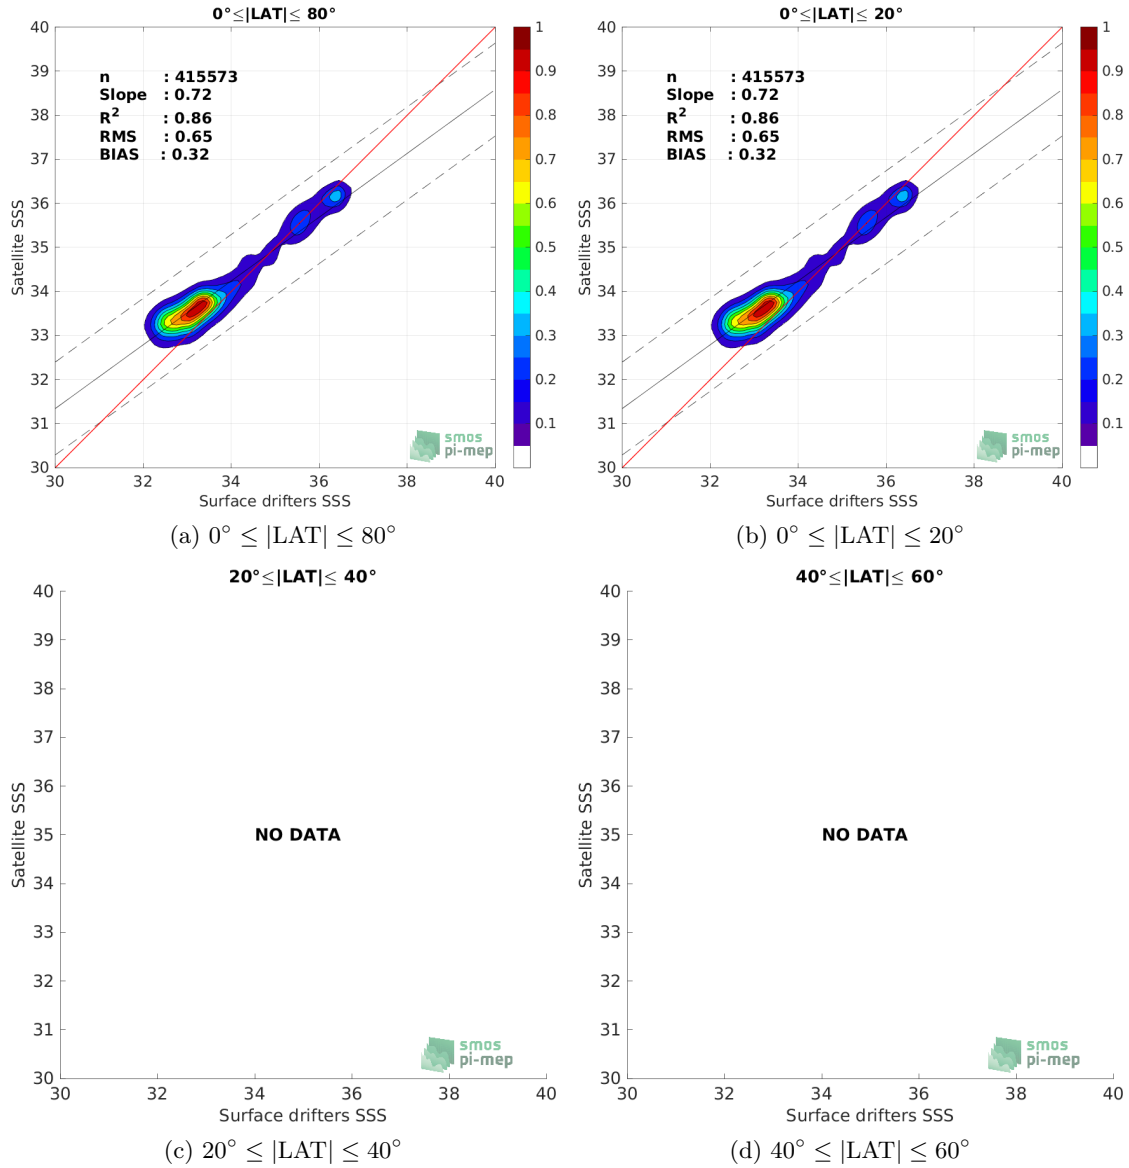 0°≤|LAT|≤ 80°
40
39
38
37
36
35
34
33
32
31
30
Satellite SSS
n : 415573
Slope : 0.72
R² : 0.86
RMS : 0.65
BIAS : 0.32
smos
pi-mep
30 32 34 36 38 40
Surface drifters SSS
1
0.9
0.8
0.7
0.6
0.5
0.4
0.3
0.2
0.1
(a) 0° ≤ |LAT| ≤ 80°
0°≤|LAT|≤ 20°
40
39
38
37
36
35
34
33
32
31
30
Satellite SSS
n : 415573
Slope : 0.72
R² : 0.86
RMS : 0.65
BIAS : 0.32
smos
pi-mep
30 32 34 36 38 40
Surface drifters SSS
1
0.9
0.8
0.7
0.6
0.5
0.4
0.3
0.2
0.1
(b) 0° ≤ |LAT| ≤ 20°
20°≤|LAT|≤ 40°
40
39
38
37
36
35
34
33
32
31
30
Satellite SSS
NO DATA
smos
pi-mep
30 32 34 36 38 40
Surface drifters SSS
(c) 20° ≤ |LAT| ≤ 40°
40°≤|LAT|≤ 60°
40
39
38
37
36
35
34
33
32
31
30
Satellite SSS
NO DATA
smos
pi-mep
30 32 34 36 38 40
Surface drifters SSS
(d) 40° ≤ |LAT| ≤ 60°